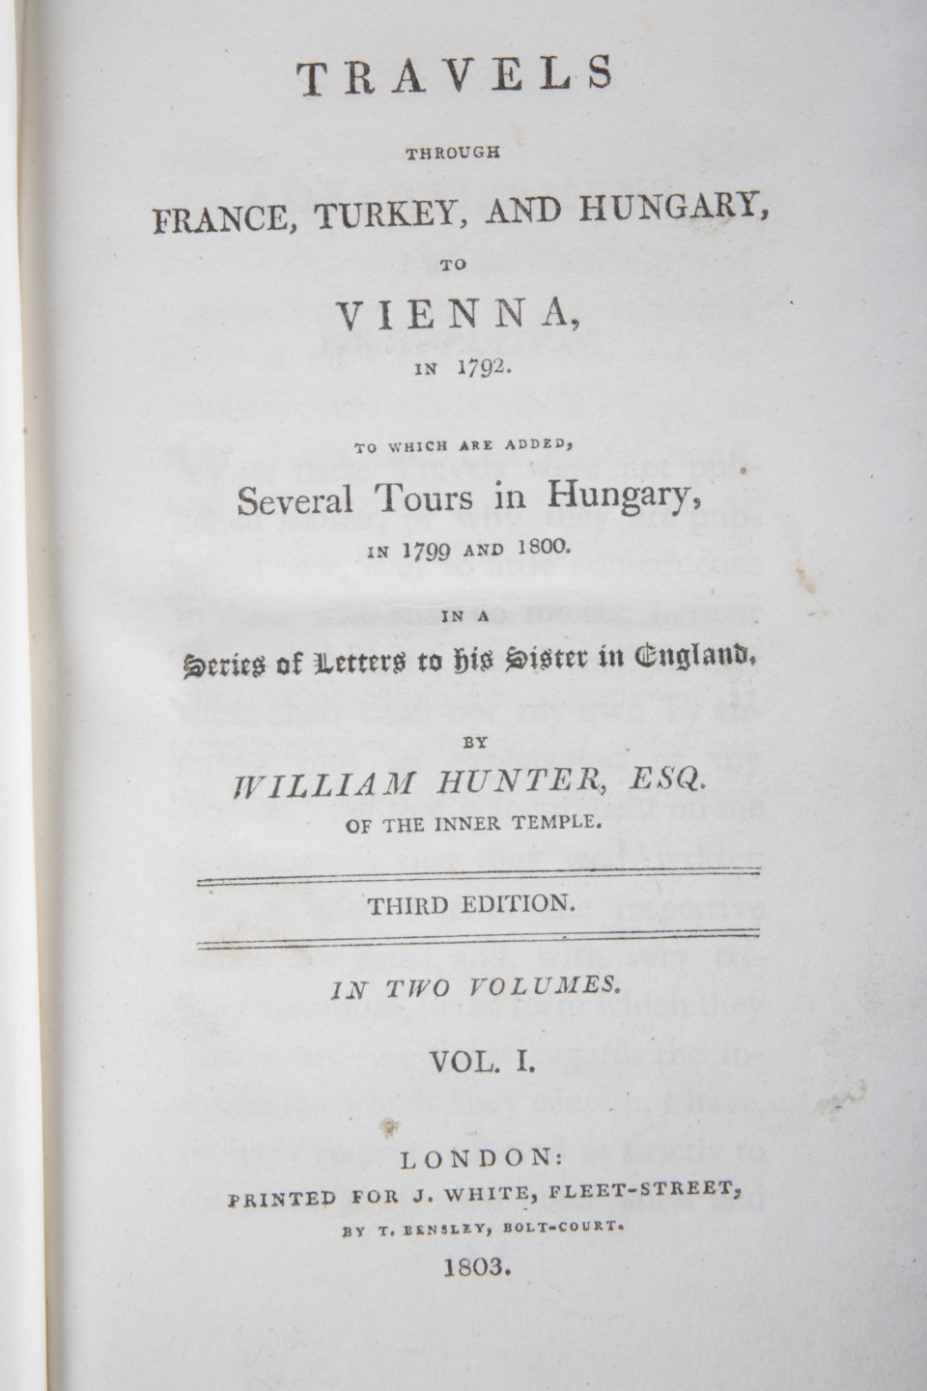 TRAVELS
THROUGH
FRANCE, TURKEY, AND HUNGARY,
TO
VIENNA,
IN 1792.
TO WHICH ARE ADDED,
Several Tours in Hungary,
IN 1799 AND 1800.
IN A
Series of Letters to his Sister in England,
BY
WILLIAM HUNTER, ESQ.
OF THE INNER TEMPLE.
THIRD EDITION.
IN TWO VOLUMES.
VOL. I.
LONDON:
PRINTED FOR J. WHITE, FLEET-STREET,
BY T. BENSLEY, BOLT-COURT.
1803.